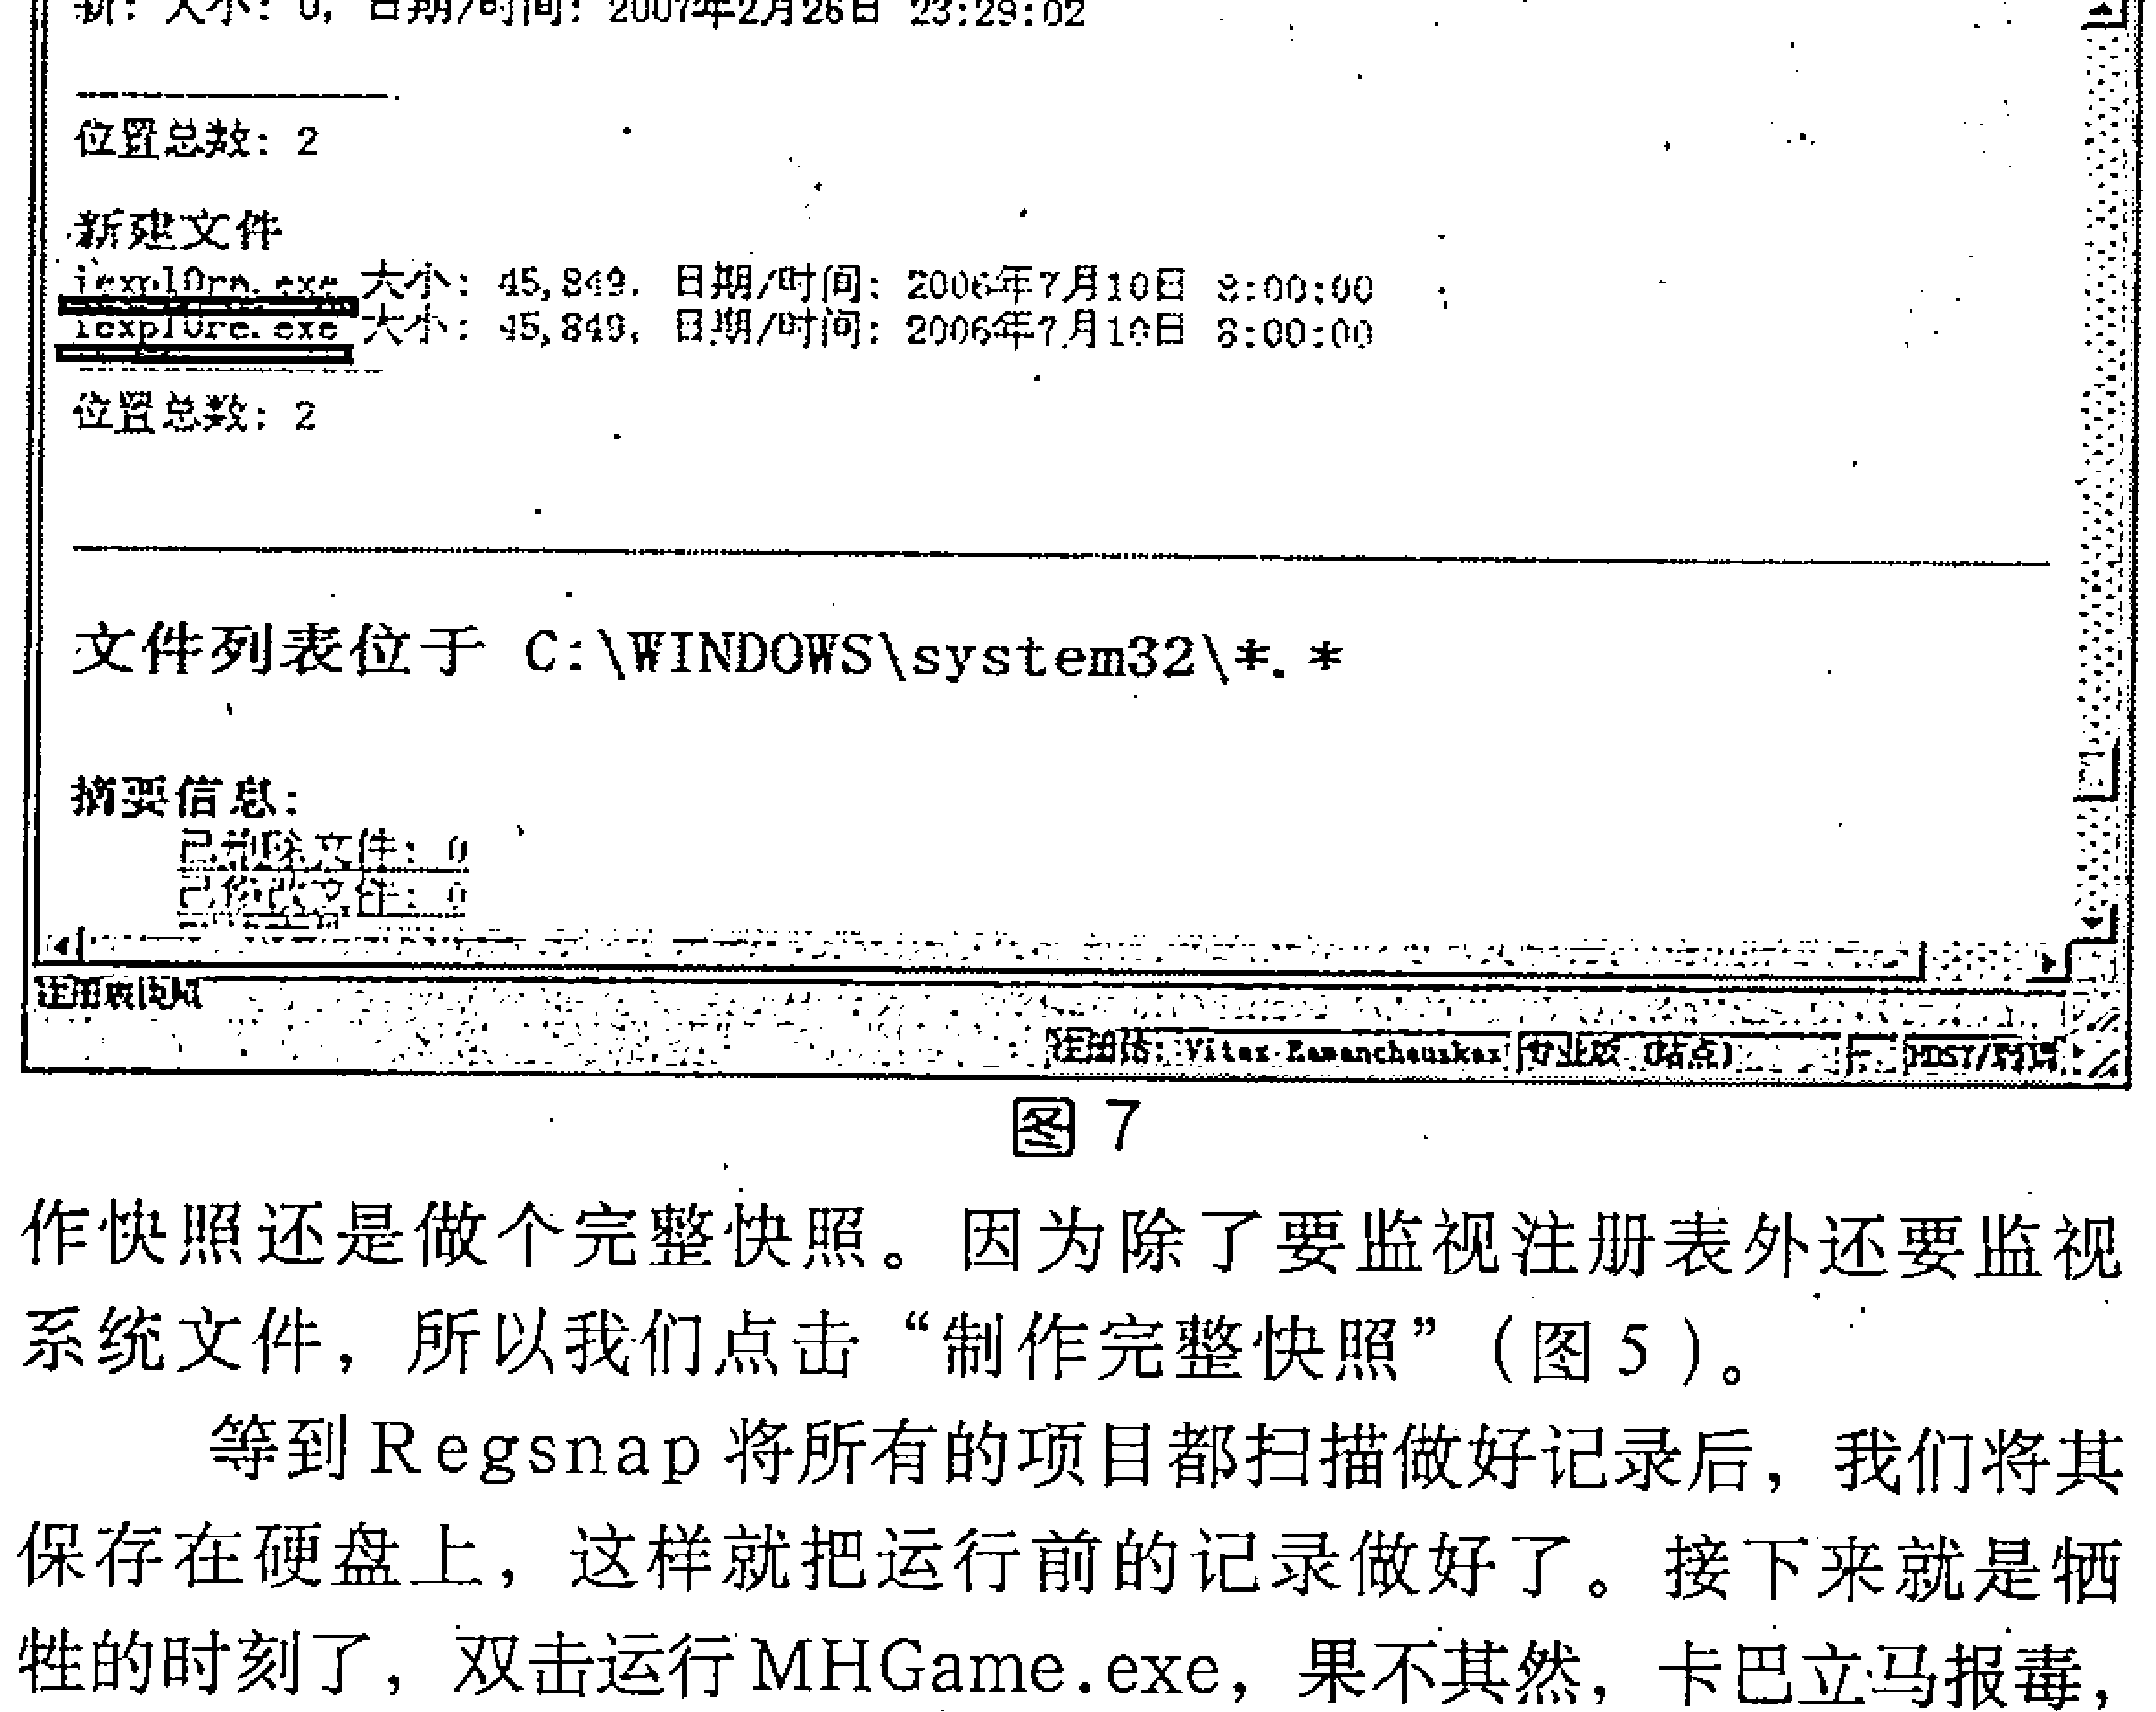 新: 大小: 0, 日期/时间: 2007年2月26日 23:29:02
位置总数: 2
新建文件
大小: 45,849, 日期/时间: 2006年7月10日 8:00:00
iexpl0re.exe 大小: 45,849, 日期/时间: 2006年7月10日 8:00:00
位置总数: 2
文件列表位于 C:\WINDOWS\system32\*.*
摘要信息:
已删除文件: 0
已修改文件: 0
专业版 (站点)
图 7
作快照还是做个完整快照。因为除了要监视注册表外还要监视
系统文件，所以我们点击“制作完整快照”（图 5）。
等到Regsnap将所有的项目都扫描做好记录后，我们将其
保存在硬盘上，这样就把运行前的记录做好了。接下来就是牺
牲的时刻了，双击运行MHGame.exe，果不其然，卡巴立马报毒，